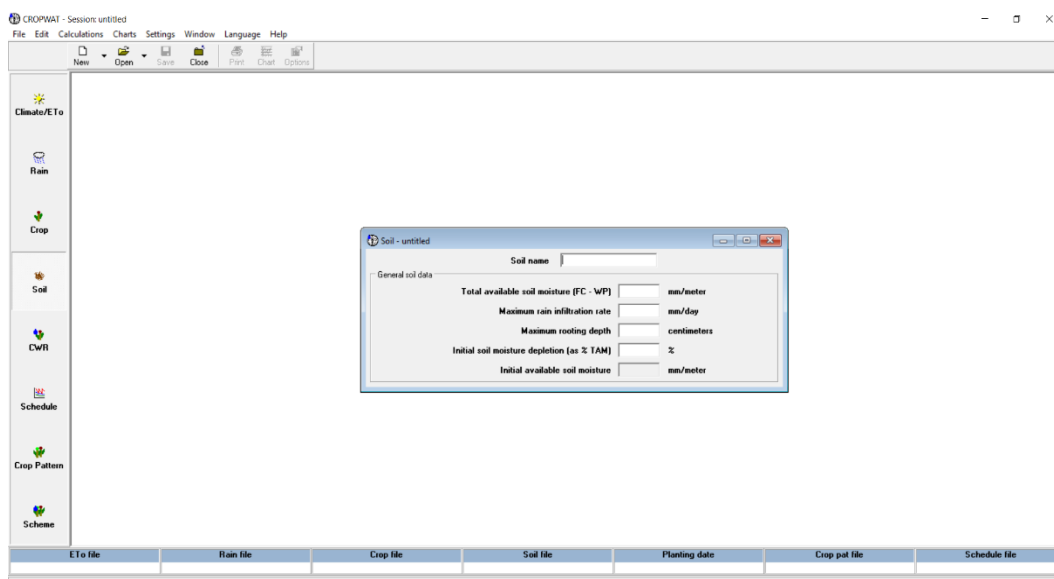 CROPWAT - Session: untitled
File Edit Calculations Charts Settings Window Language Help
New Open Save Close Print Chart Options
Climate/ETo
Rain
Crop
Soil
CWR
Schedule
Crop Pattern
Scheme
Soil - untitled
Soil name
General soil data
Total available soil moisture (FC - WP) mm/meter
Maximum rain infiltration rate mm/day
Maximum rooting depth centimeters
Initial soil moisture depletion (as % TAM) %
Initial available soil moisture mm/meter
ETo file Rain file Crop file Soil file Planting date Crop pat file Schedule file